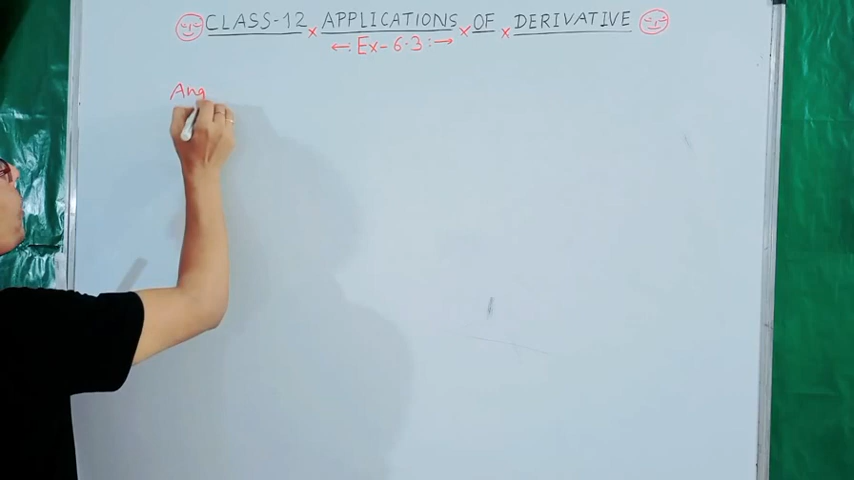 CLASS-12 × APPLICATIONS × OF × DERIVATIVE
←: Ex-6.3 :→
Ang